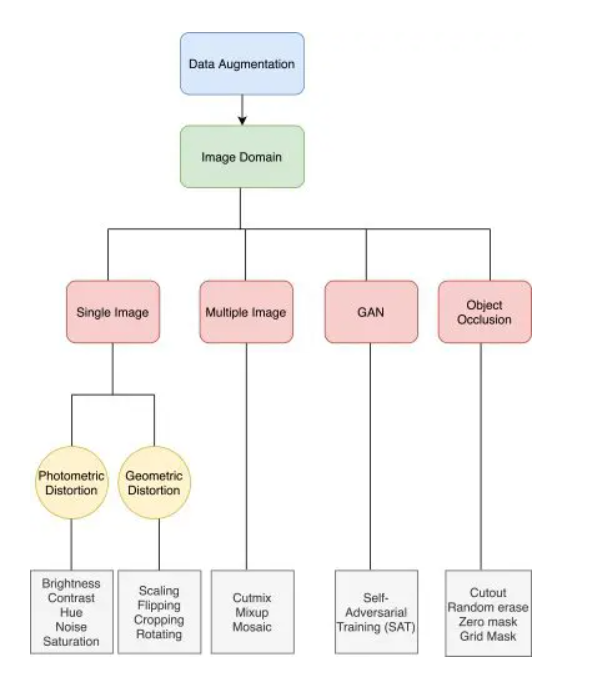 Data Augmentation
Image Domain
Single Image
Multiple Image
GAN
Object
Occlusion
Photometric
Distortion
Geometric
Distortion
Brightness
Contrast
Hue
Noise
Saturation
Scaling
Flipping
Cropping
Rotating
Cutmix
Mixup
Mosaic
Self-
Adversarial
Training (SAT)
Cutout
Random erase
Zero mask
Grid Mask